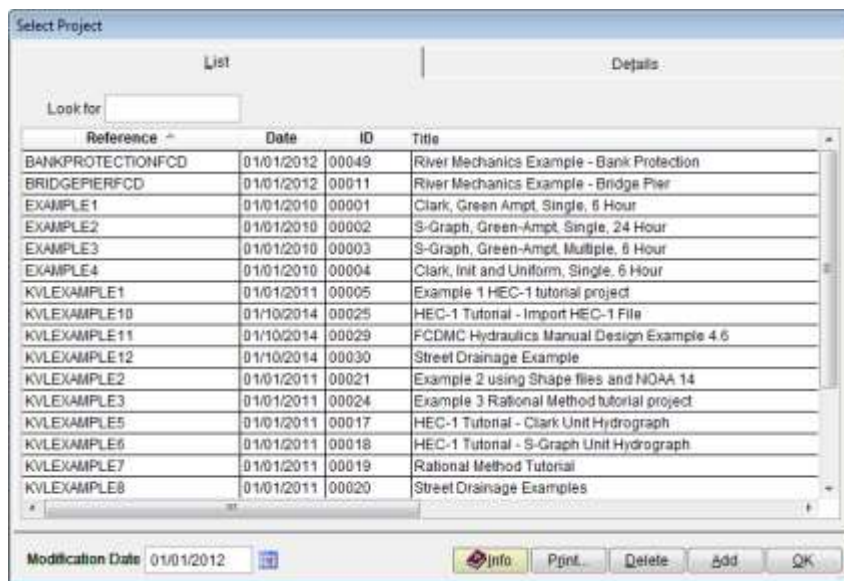 Select Project
List Details
Look for
Reference Date ID Title
BANKPROTECTIONFCD 01/01/2012 00049 River Mechanics Example - Bank Protection
BRIDGEPIERFCD 01/01/2012 00011 River Mechanics Example - Bridge Pier
EXAMPLE1 01/01/2010 00001 Clark, Green Ampt, Single, 6 Hour
EXAMPLE2 01/01/2010 00002 S-Graph, Green-Ampt, Single, 24 Hour
EXAMPLE3 01/01/2010 00003 S-Graph, Green-Ampt, Multiple, 6 Hour
EXAMPLE4 01/01/2010 00004 Clark, Init and Uniform, Single, 6 Hour
KVLEXAMPLE1 01/01/2011 00005 Example 1 HEC-1 tutorial project
KVLEXAMPLE10 01/10/2014 00025 HEC-1 Tutorial - Import HEC-1 File
KVLEXAMPLE11 01/10/2014 00029 FCDMC Hydraulics Manual Design Example 4.6
KVLEXAMPLE12 01/10/2014 00030 Street Drainage Example
KVLEXAMPLE2 01/01/2011 00021 Example 2 using Shape files and NOAA 14
KVLEXAMPLE3 01/01/2011 00024 Example 3 Rational Method tutorial project
KVLEXAMPLE5 01/01/2011 00017 HEC-1 Tutorial - Clark Unit Hydrograph
KVLEXAMPLE6 01/01/2011 00018 HEC-1 Tutorial - S-Graph Unit Hydrograph
KVLEXAMPLE7 01/01/2011 00019 Rational Method Tutorial
KVLEXAMPLE8 01/01/2011 00020 Street Drainage Examples
Modification Date 01/01/2012 Info Print... Delete Add OK